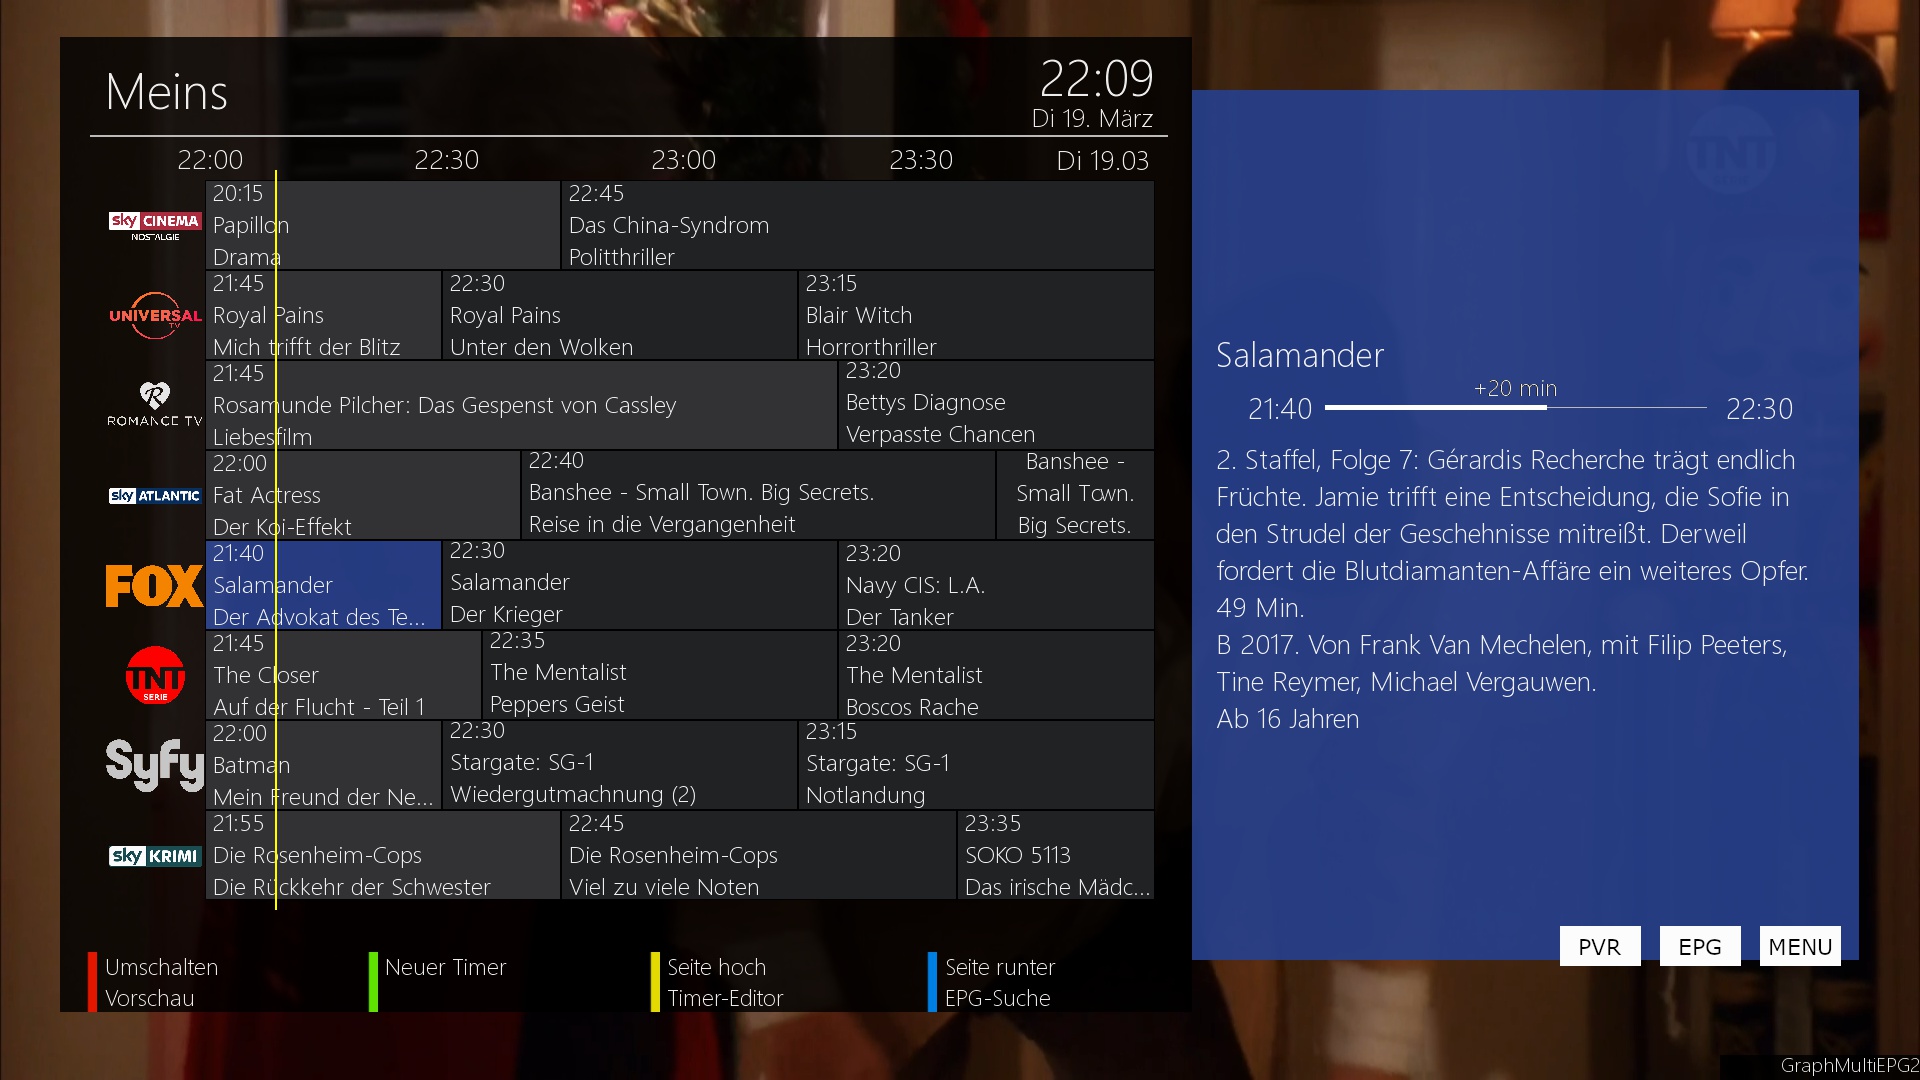 Meins
22:09
Di 19. März
22:00 22:30 23:00 23:30 Di 19.03
sky CINEMA
NOSTALGIE
20:15
Papillon
Drama
22:45
Das China-Syndrom
Politthriller
UNIVERSAL
TV
21:45
Royal Pains
Mich trifft der Blitz
22:30
Royal Pains
Unter den Wolken
23:15
Blair Witch
Horrorthriller
R
ROMANCE TV
21:45
Rosamunde Pilcher: Das Gespenst von Cassley
Liebesfilm
23:20
Bettys Diagnose
Verpasste Chancen
sky ATLANTIC
22:00
Fat Actress
Der Koi-Effekt
22:40
Banshee - Small Town. Big Secrets.
Reise in die Vergangenheit
Banshee -
Small Town.
Big Secrets.
FOX
21:40
Salamander
Der Advokat des Te...
22:30
Salamander
Der Krieger
23:20
Navy CIS: L.A.
Der Tanker
TNT
SERIE
21:45
The Closer
Auf der Flucht - Teil 1
22:35
The Mentalist
Peppers Geist
23:20
The Mentalist
Boscos Rache
Syfy
22:00
Batman
Mein Freund der Ne...
22:30
Stargate: SG-1
Wiedergutmachnung (2)
23:15
Stargate: SG-1
Notlandung
sky KRIMI
21:55
Die Rosenheim-Cops
Die Rückkehr der Schwester
22:45
Die Rosenheim-Cops
Viel zu viele Noten
23:35
SOKO 5113
Das irische Mädc...
Umschalten
Vorschau
Neuer Timer
Seite hoch
Timer-Editor
Seite runter
EPG-Suche
TNT
SERIE
Salamander
+20 min
21:40 22:30
2. Staffel, Folge 7: Gérardis Recherche trägt endlich
Früchte. Jamie trifft eine Entscheidung, die Sofie in
den Strudel der Geschehnisse mitreißt. Derweil
fordert die Blutdiamanten-Affäre ein weiteres Opfer.
49 Min.
B 2017. Von Frank Van Mechelen, mit Filip Peeters,
Tine Reymer, Michael Vergauwen.
Ab 16 Jahren
PVR EPG MENU
GraphMultiEPG2